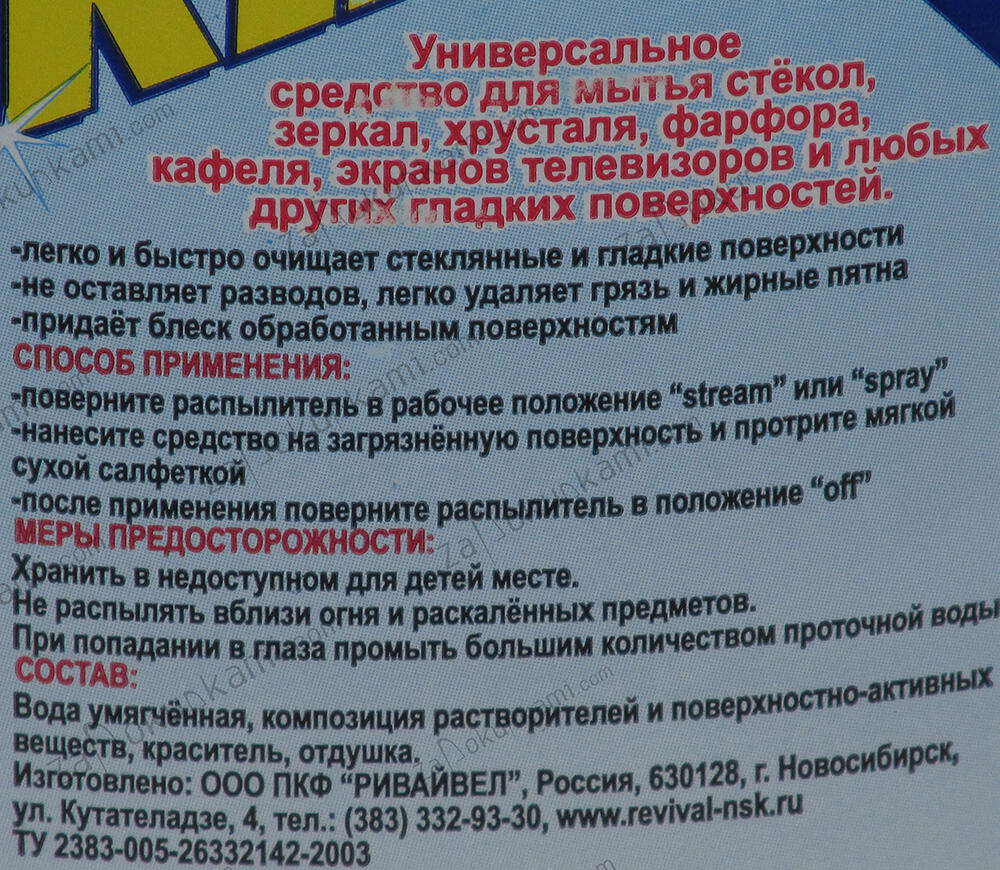 Универсальное
средство для мытья стёкол,
зеркал, хрусталя, фарфора,
кафеля, экранов телевизоров и любых
других гладких поверхностей.
-легко и быстро очищает стеклянные и гладкие поверхности
-не оставляет разводов, легко удаляет грязь и жирные пятна
-придаёт блеск обработанным поверхностям
СПОСОБ ПРИМЕНЕНИЯ:
-поверните распылитель в рабочее положение “stream” или “spray”
-нанесите средство на загрязнённую поверхность и протрите мягкой
сухой салфеткой
-после применения поверните распылитель в положение “off”
МЕРЫ ПРЕДОСТОРОЖНОСТИ:
Хранить в недоступном для детей месте.
Не распылять вблизи огня и раскалённых предметов.
При попадании в глаза промыть большим количеством проточной воды
СОСТАВ:
Вода умягчённая, композиция растворителей и поверхностно-активных
веществ, краситель, отдушка.
Изготовлено: ООО ПКФ “РИВАЙВЕЛ”, Россия, 630128, г. Новосибирск,
ул. Кутателадзе, 4, тел.: (383) 332-93-30, www.revival-nsk.ru
ТУ 2383-005-26332142-2003